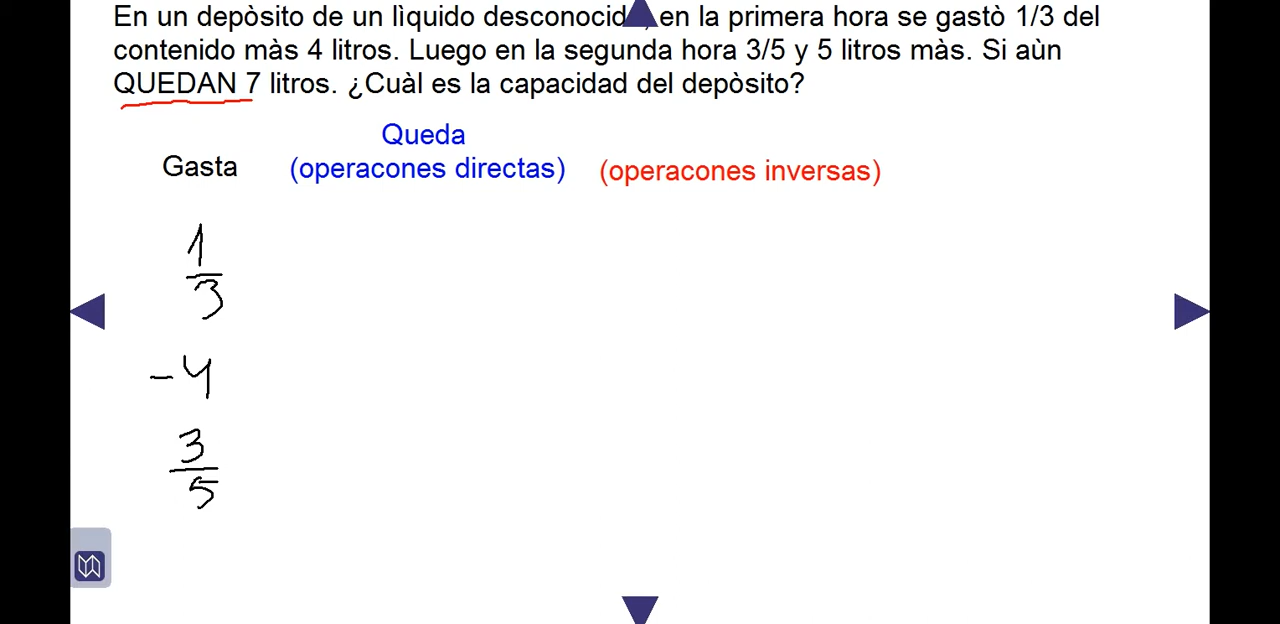 En un depòsito de un lìquido desconocid , en la primera hora se gastò 1/3 del
contenido màs 4 litros. Luego en la segunda hora 3/5 y 5 litros màs. Si aùn
QUEDAN 7 litros. ¿Cuàl es la capacidad del depòsito?
Queda
Gasta (operacones directas) (operacones inversas)
1
3
-4
3
5